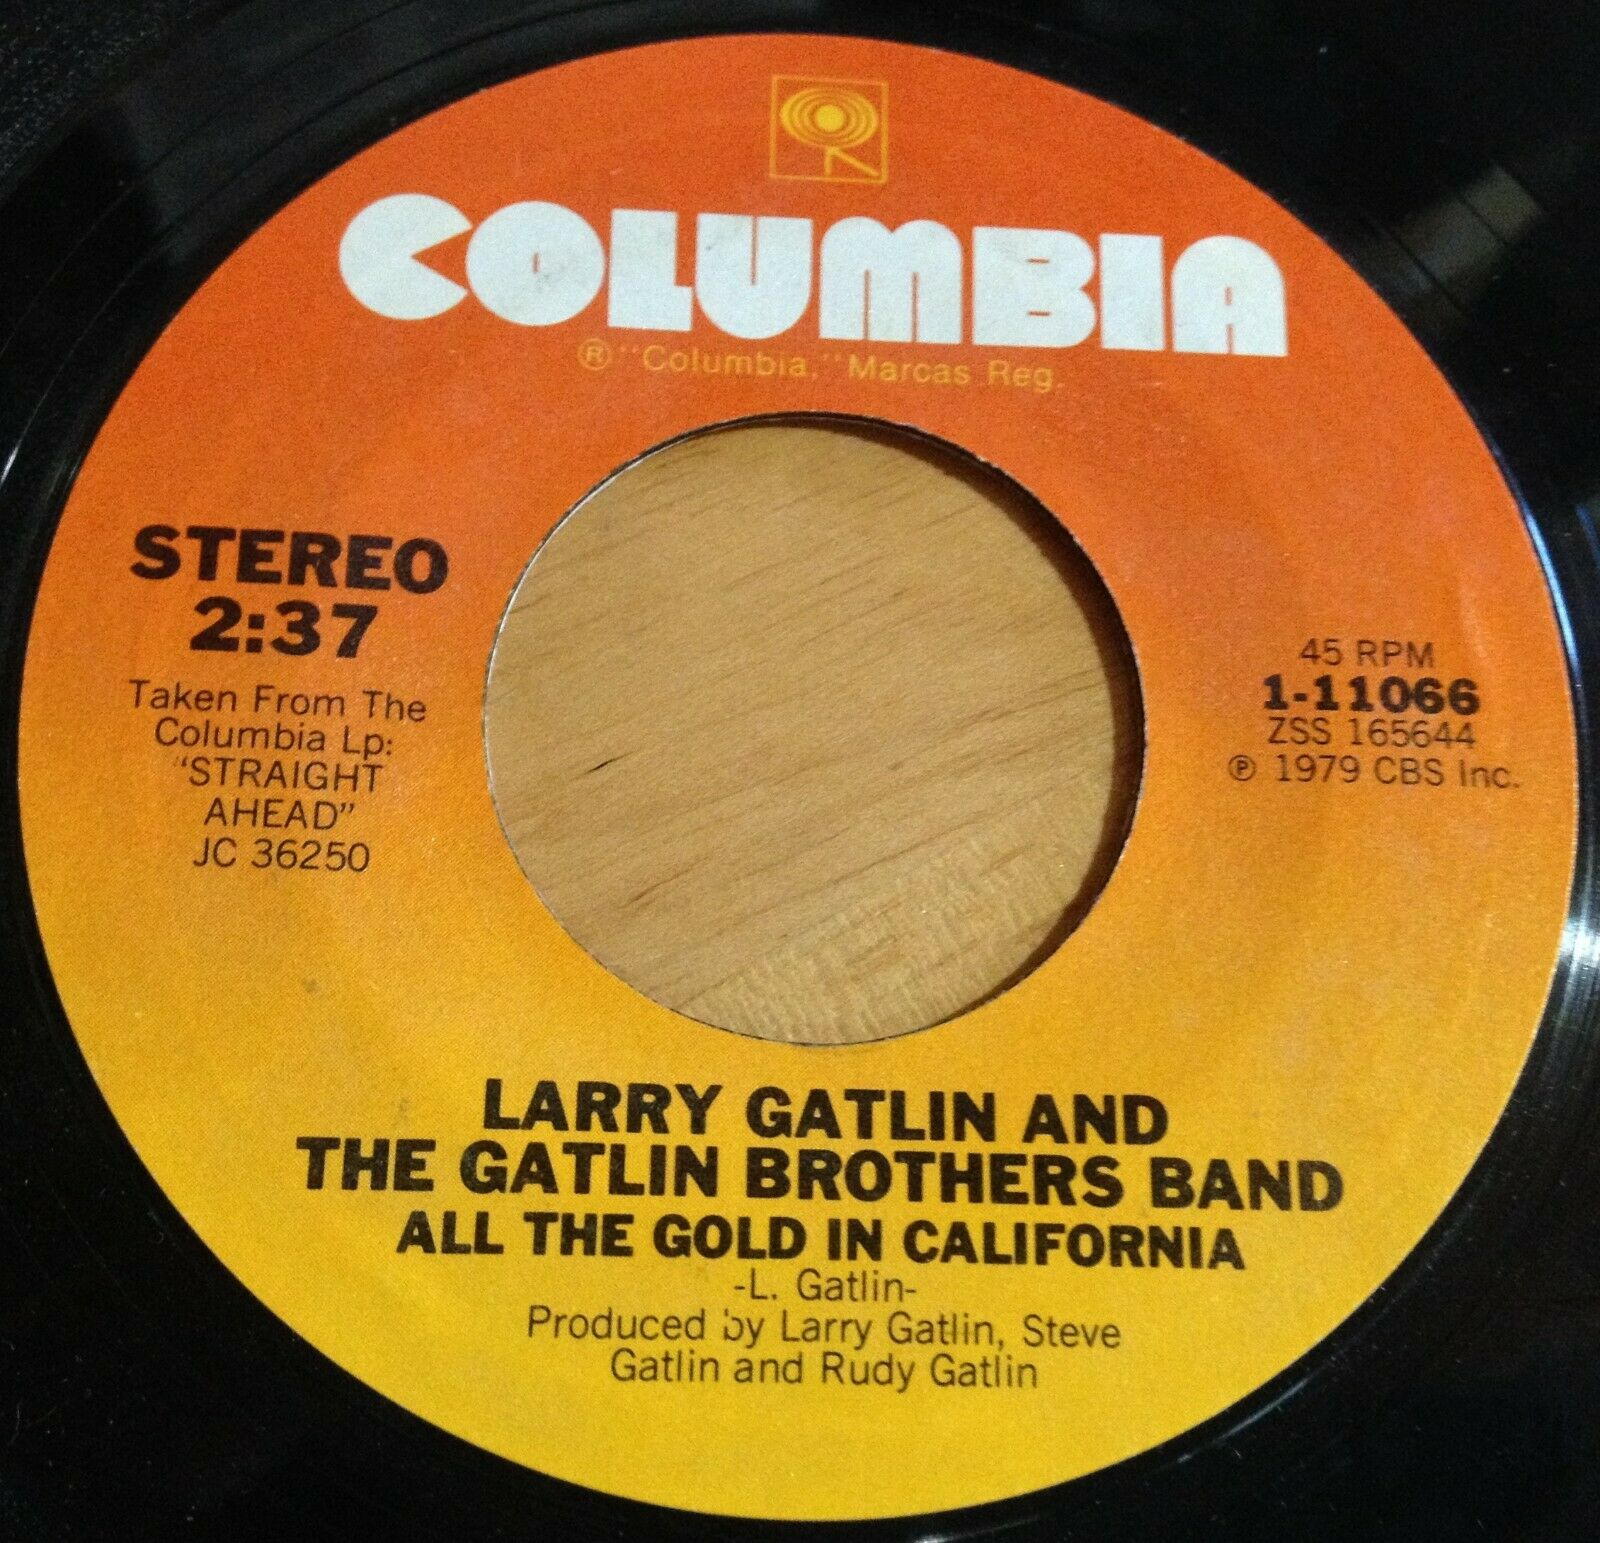 COLUMBIA
® "Columbia," Marcas Reg.
STEREO
2:37
Taken From The
Columbia Lp:
"STRAIGHT
AHEAD"
JC 36250
45 RPM
1-11066
ZSS 165644
℗ 1979 CBS Inc.
LARRY GATLIN AND
THE GATLIN BROTHERS BAND
ALL THE GOLD IN CALIFORNIA
-L. Gatlin-
Produced by Larry Gatlin, Steve
Gatlin and Rudy Gatlin